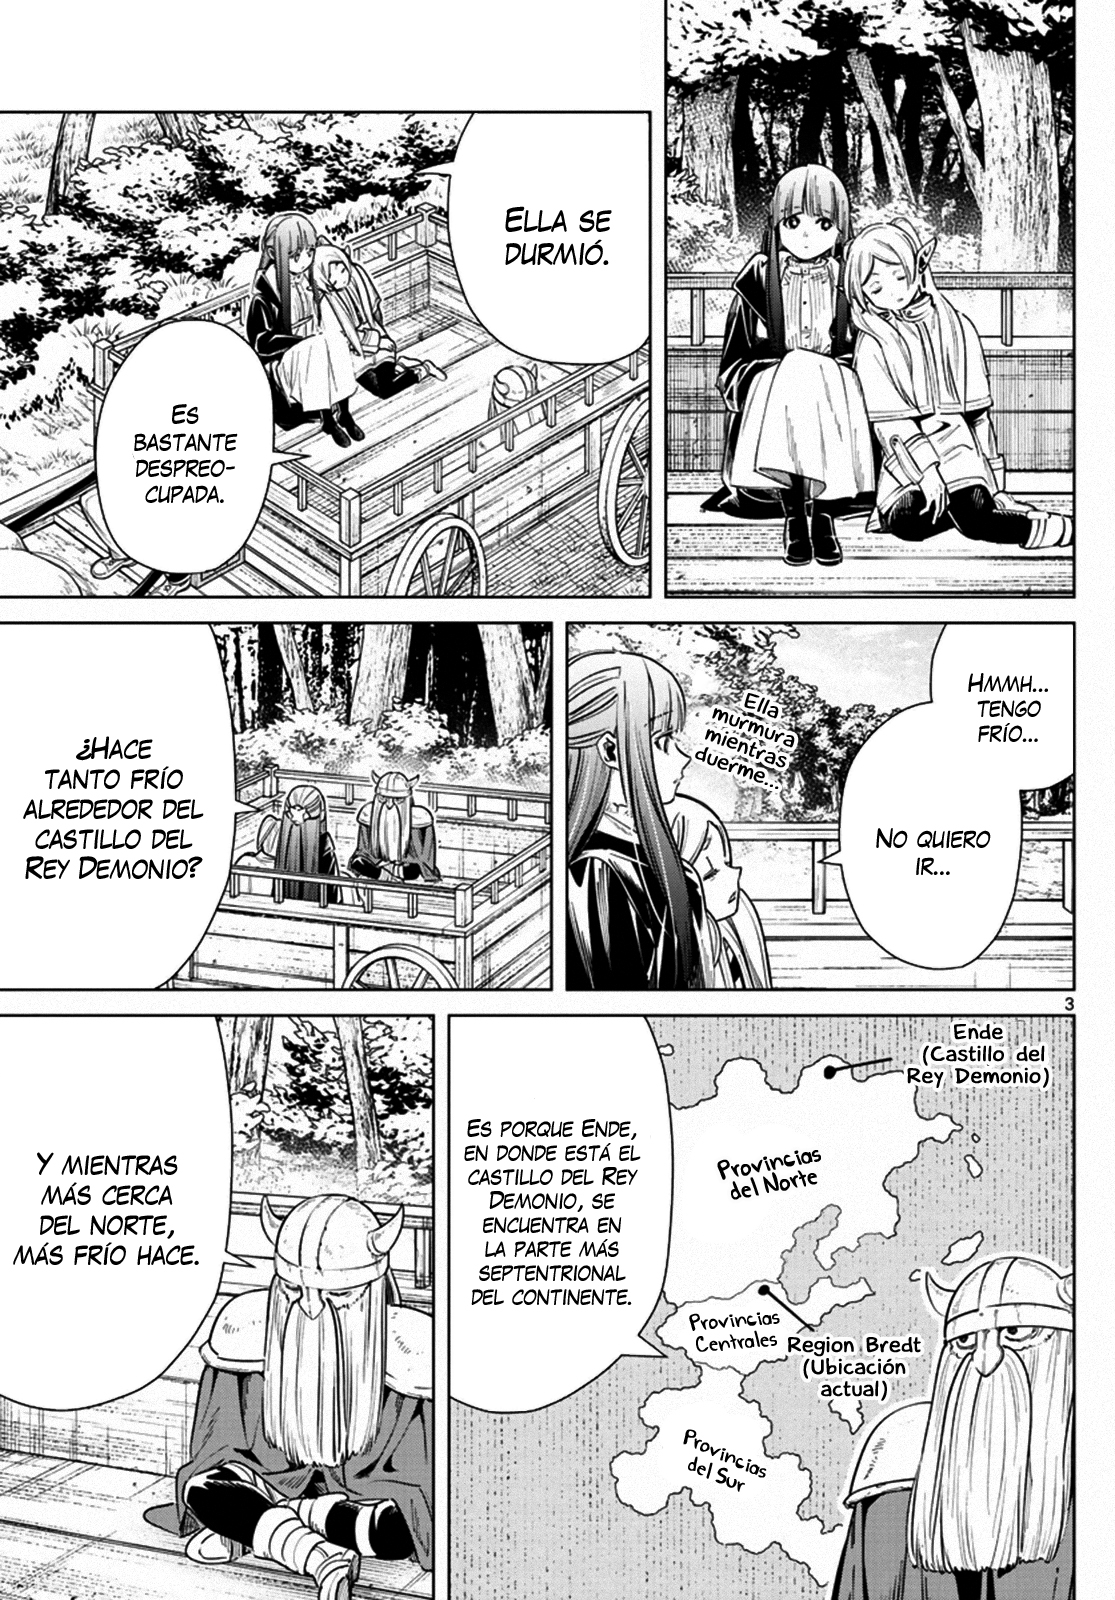 ELLA SE
DURMIÓ.
ES
BASTANTE
DESPREO-
CUPADA.
HMMH...
TENGO
FRÍO...
NO QUIERO
IR...
Ella
murmura
mientras
duerme...
¿HACE
TANTO FRÍO
ALREDEDOR DEL
CASTILLO DEL
REY DEMONIO?
3
Ende
(Castillo del
Rey Demonio)
Provincias
del Norte
Provincias
Centrales
Region Bredt
(Ubicación
actual)
Provincias
del Sur
ES PORQUE ENDE,
EN DONDE ESTÁ EL
CASTILLO DEL REY
DEMONIO, SE
ENCUENTRA EN
LA PARTE MÁS
SEPTENTRIONAL
DEL CONTINENTE.
Y MIENTRAS
MÁS CERCA
DEL NORTE,
MÁS FRÍO HACE.